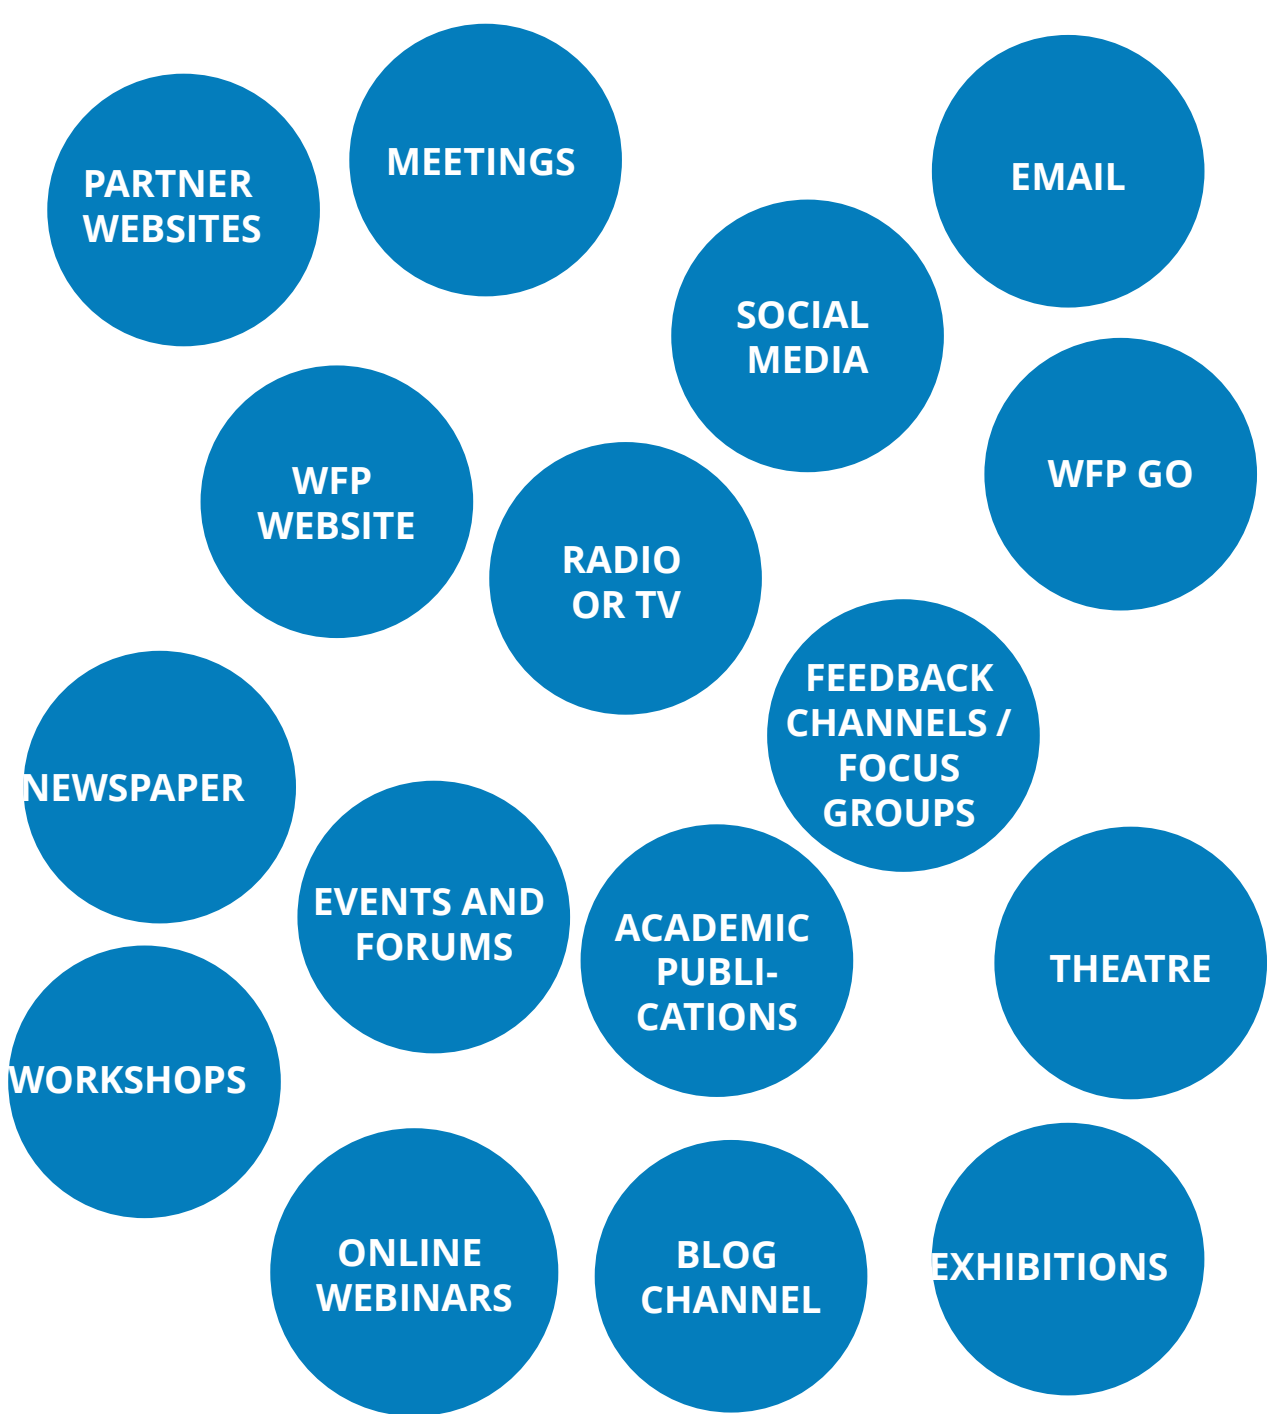 PARTNER
WEBSITES
MEETINGS
EMAIL
SOCIAL
MEDIA
WFP
WEBSITE
WFP GO
RADIO
OR TV
FEEDBACK
CHANNELS /
FOCUS
GROUPS
NEWSPAPER
EVENTS AND
FORUMS
ACADEMIC
PUBLI-
CATIONS
THEATRE
WORKSHOPS
ONLINE
WEBINARS
BLOG
CHANNEL
EXHIBITIONS